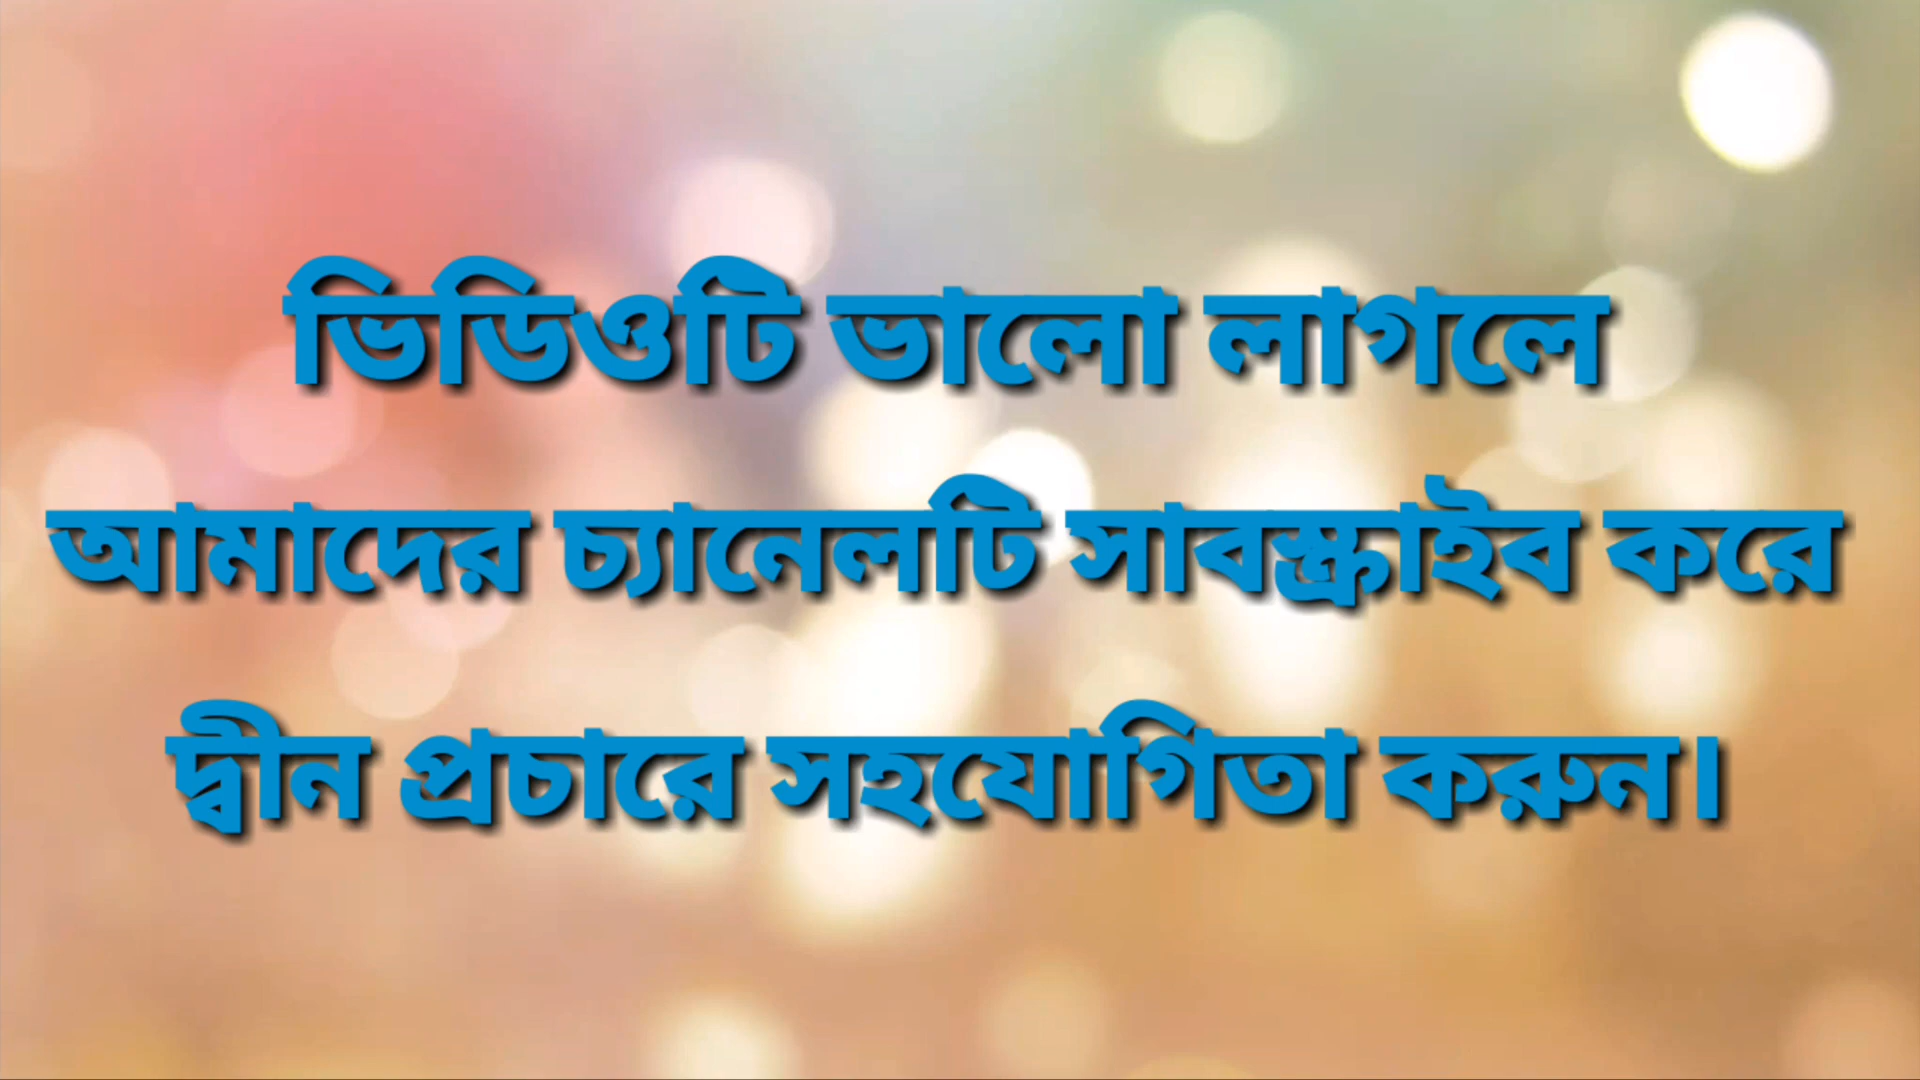 ভিডিওটি ভালো লাগলে
আমাদের চ্যানেলটি সাবস্ক্রাইব করে
দ্বীন প্রচারে সহযোগিতা করুন।